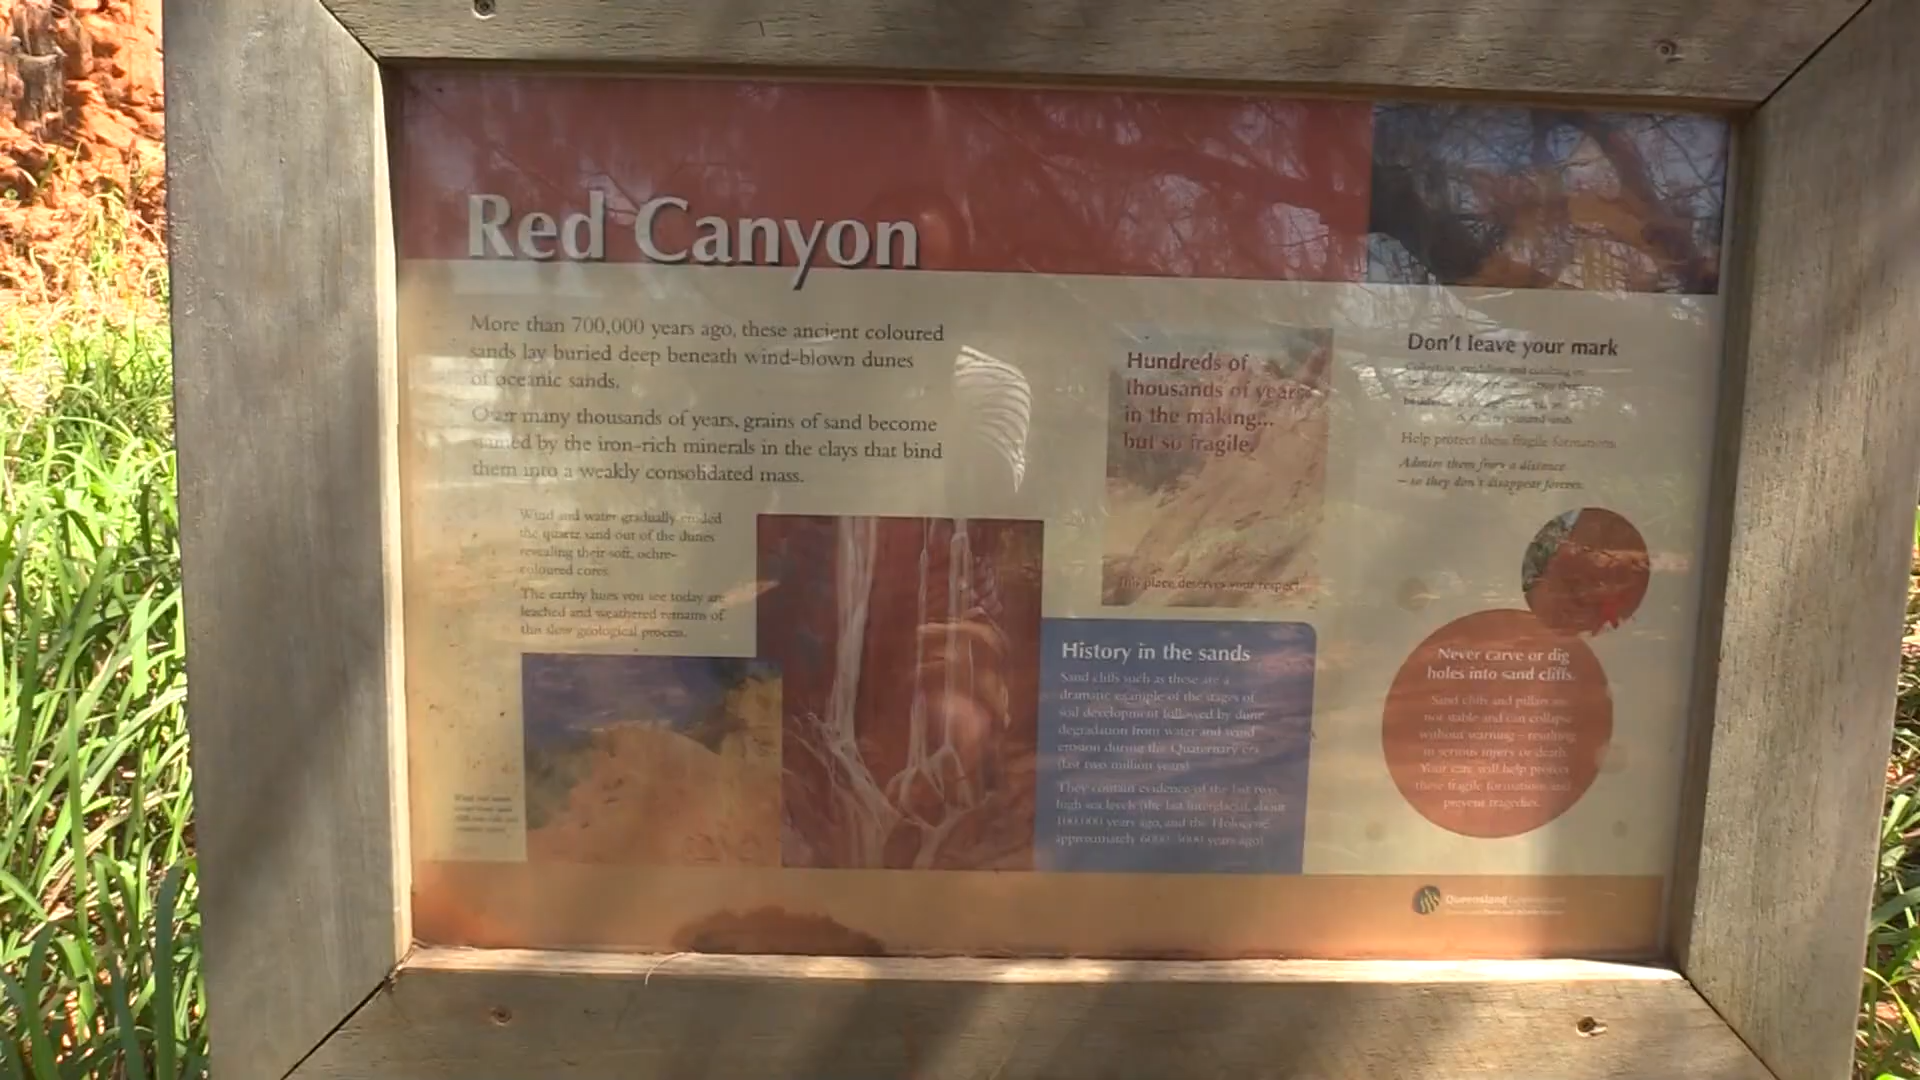 Red Canyon
More than 700,000 years ago, these ancient coloured
sands lay buried deep beneath wind-blown dunes
of oceanic sands.
Over many thousands of years, grains of sand become
stained by the iron-rich minerals in the clays that bind
them into a weakly consolidated mass.
Wind and water gradually eroded
the quartz sand out of the dunes
revealing their soft, ochre-
coloured cores.
The earthy hues you see today are
leached and weathered remains of
this slow geological process.
Hundreds of
thousands of years
in the making...
but so fragile.
This place deserves your respect.
History in the sands
Sand cliffs such as these are a
dramatic example of the stages of
soil development followed by dune
degradation from water and wind
erosion during the Quaternary era
(last two million years).
They contain evidence of the last two
high sea levels (the last interglacial, about
100,000 years ago, and the Holocene
approximately 6000 years ago)
Don't leave your mark
Help protect these fragile formations.
Admire them from a distance
– so they don't disappear forever.
Never carve or dig
holes into sand cliffs.
Sand cliffs and pillars are
not stable and can collapse
without warning – resulting
in serious injury or death.
Your care will help protect
these fragile formations and
prevent tragedies.
Queensland Government